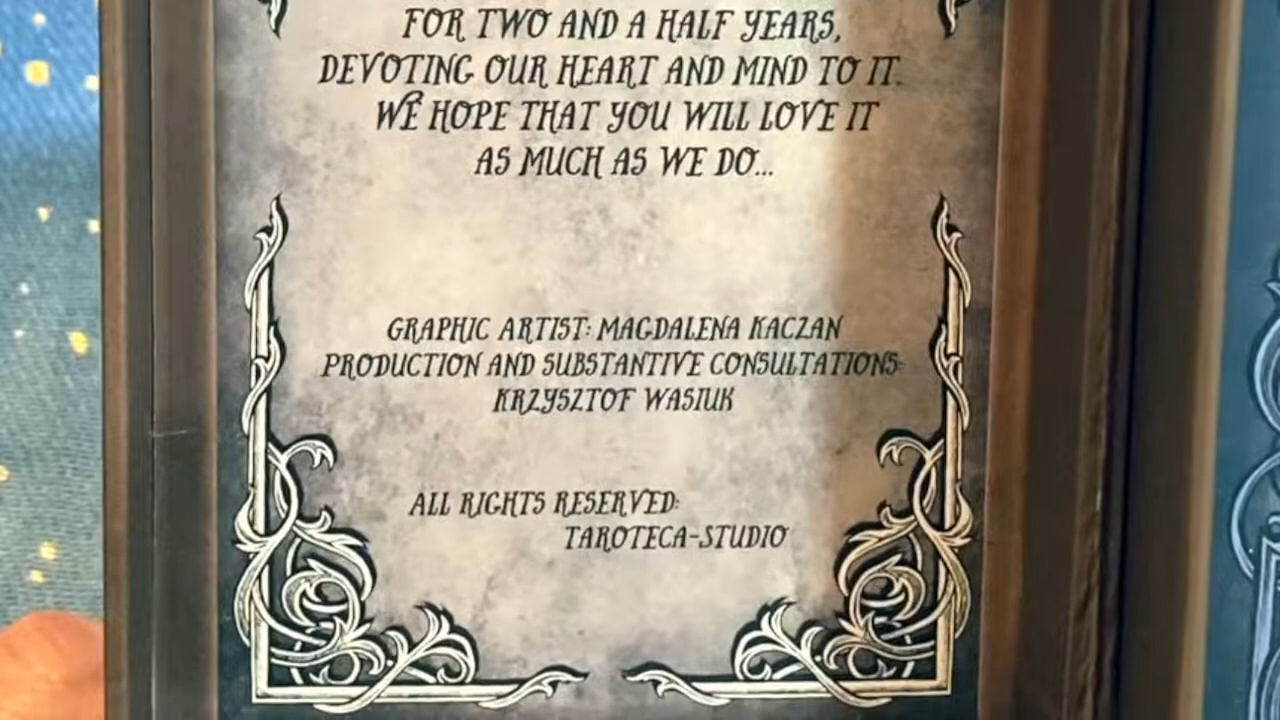 FOR TWO AND A HALF YEARS,
DEVOTING OUR HEART AND MIND TO IT.
WE HOPE THAT YOU WILL LOVE IT
AS MUCH AS WE DO...
GRAPHIC ARTIST: MAGDALENA KACZAN
PRODUCTION AND SUBSTANTIVE CONSULTATIONS:
KRZYSZTOF WASIUK
ALL RIGHTS RESERVED:
TAROTECA-STUDIO